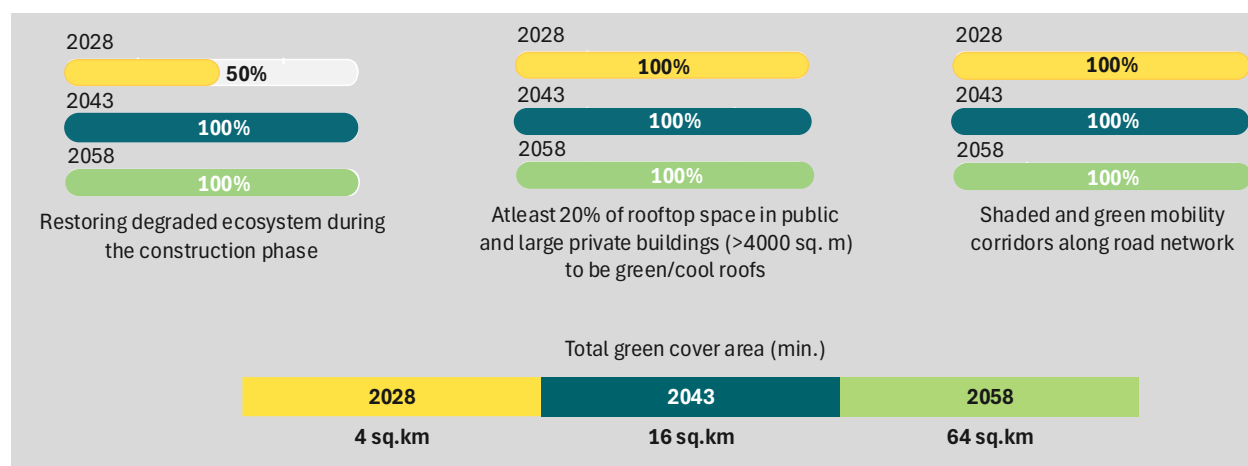 2028
50%
2043
100%
2058
100%
Restoring degraded ecosystem during
the construction phase
2028
100%
2043
100%
2058
100%
Atleast 20% of rooftop space in public
and large private buildings (>4000 sq. m)
to be green/cool roofs
2028
100%
2043
100%
2058
100%
Shaded and green mobility
corridors along road network
Total green cover area (min.)
2028 2043 2058
4 sq.km 16 sq.km 64 sq.km